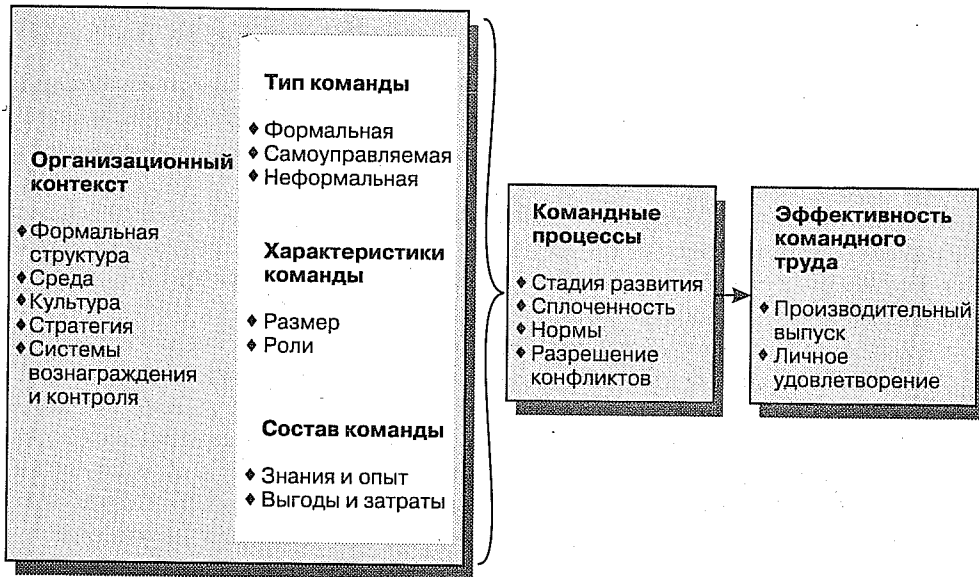 Организационный
контекст
♦ Формальная
структура
♦ Среда
♦ Культура
♦ Стратегия
♦ Системы
вознаграждения
и контроля
Тип команды
♦ Формальная
♦ Самоуправляемая
♦ Неформальная
Характеристики
команды
♦ Размер
♦ Роли
Состав команды
♦ Знания и опыт
♦ Выгоды и затраты
Командные
процессы
♦ Стадия развития
♦ Сплоченность
♦ Нормы
♦ Разрешение
конфликтов
Эффективность
командного
труда
♦ Производительный
выпуск
♦ Личное
удовлетворение